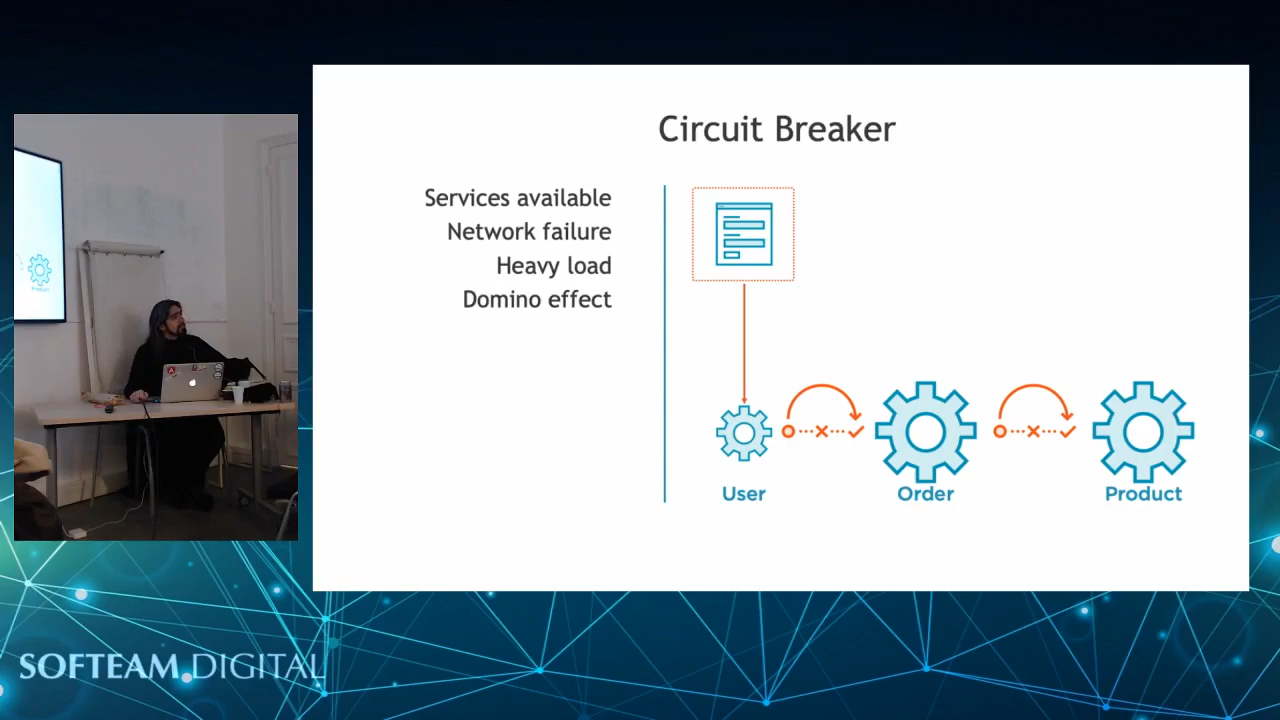 Circuit Breaker
Services available
Network failure
Heavy load
Domino effect
User
Order
Product
SOFTEAM DIGITAL